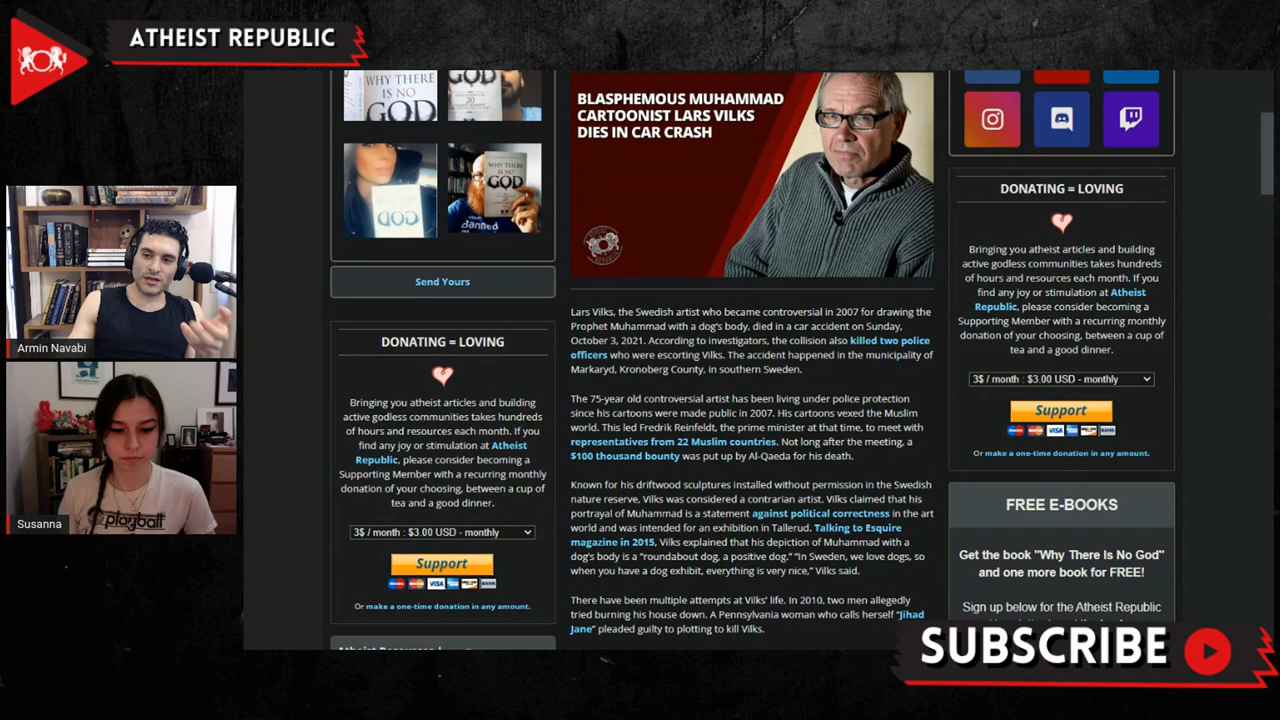 ATHEIST REPUBLIC
WHY THERE
IS NO
GOD
GOD
20
WHY THERE
IS NO
GOD
Banned
GOD
Send Yours
DONATING = LOVING
Bringing you atheist articles and building
active godless communities takes hundreds
of hours and resources each month. If you
find any joy or stimulation at Atheist
Republic, please consider becoming a
Supporting Member with a recurring monthly
donation of your choosing, between a cup of
tea and a good dinner.
3$ / month : $3.00 USD - monthly
Support
VISA
BANK
Or make a one-time donation in any amount.
BLASPHEMOUS MUHAMMAD
CARTOONIST LARS VILKS
DIES IN CAR CRASH
Lars Vilks, the Swedish artist who became controversial in 2007 for drawing the
Prophet Muhammad with a dog's body, died in a car accident on Sunday,
October 3, 2021. According to investigators, the collision also killed two police
officers who were escorting Vilks. The accident happened in the municipality of
Markaryd, Kronoberg County, in southern Sweden.
The 75-year old controversial artist has been living under police protection
since his cartoons were made public in 2007. His cartoons vexed the Muslim
world. This led Fredrik Reinfeldt, the prime minister at that time, to meet with
representatives from 22 Muslim countries. Not long after the meeting, a
$100 thousand bounty was put up by Al-Qaeda for his death.
Known for his driftwood sculptures installed without permission in the Swedish
nature reserve, Vilks was considered a contrarian artist. Vilks claimed that his
portrayal of Muhammad is a statement against political correctness in the art
world and was intended for an exhibition in Tallerud. Talking to Esquire
magazine in 2015, Vilks explained that his depiction of Muhammad with a
dog's body is a "roundabout dog, a positive dog." "In Sweden, we love dogs, so
when you have a dog exhibit, everything is very nice," Vilks said.
There have been multiple attempts at Vilks' life. In 2010, two men allegedly
tried burning his house down. A Pennsylvania woman who calls herself "Jihad
Jane" pleaded guilty to plotting to kill Vilks.
DONATING = LOVING
Bringing you atheist articles and building
active godless communities takes hundreds
of hours and resources each month. If you
find any joy or stimulation at Atheist
Republic, please consider becoming a
Supporting Member with a recurring monthly
donation of your choosing, between a cup of
tea and a good dinner.
3$ / month : $3.00 USD - monthly
Support
VISA
BANK
Or make a one-time donation in any amount.
FREE E-BOOKS
Get the book "Why There Is No God"
and one more book for FREE!
Sign up below for the Atheist Republic
Armin Navabi
Susanna
playball
SUBSCRIBE